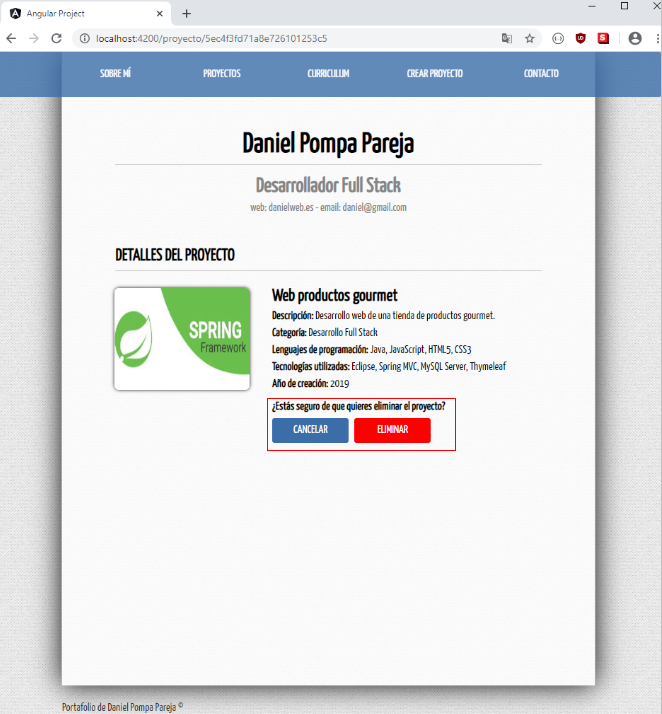 Angular Project
localhost:4200/proyecto/5ec4f3fd71a8e726101253c5
SOBRE MÍ PROYECTOS CURRICULUM CREAR PROYECTO CONTACTO
Daniel Pompa Pareja
Desarrollador Full Stack
web: danielweb.es - email: daniel@gmail.com
DETALLES DEL PROYECTO
SPRING
Framework
Web productos gourmet
Descripción: Desarrollo web de una tienda de productos gourmet.
Categoría: Desarrollo Full Stack
Lenguajes de programación: Java, JavaScript, HTML5, CSS3
Tecnologías utilizadas: Eclipse, Spring MVC, MySQL Server, Thymeleaf
Año de creación: 2019
¿Estás seguro de que quieres eliminar el proyecto?
CANCELAR ELIMINAR
Portafolio de Daniel Pompa Pareja ©